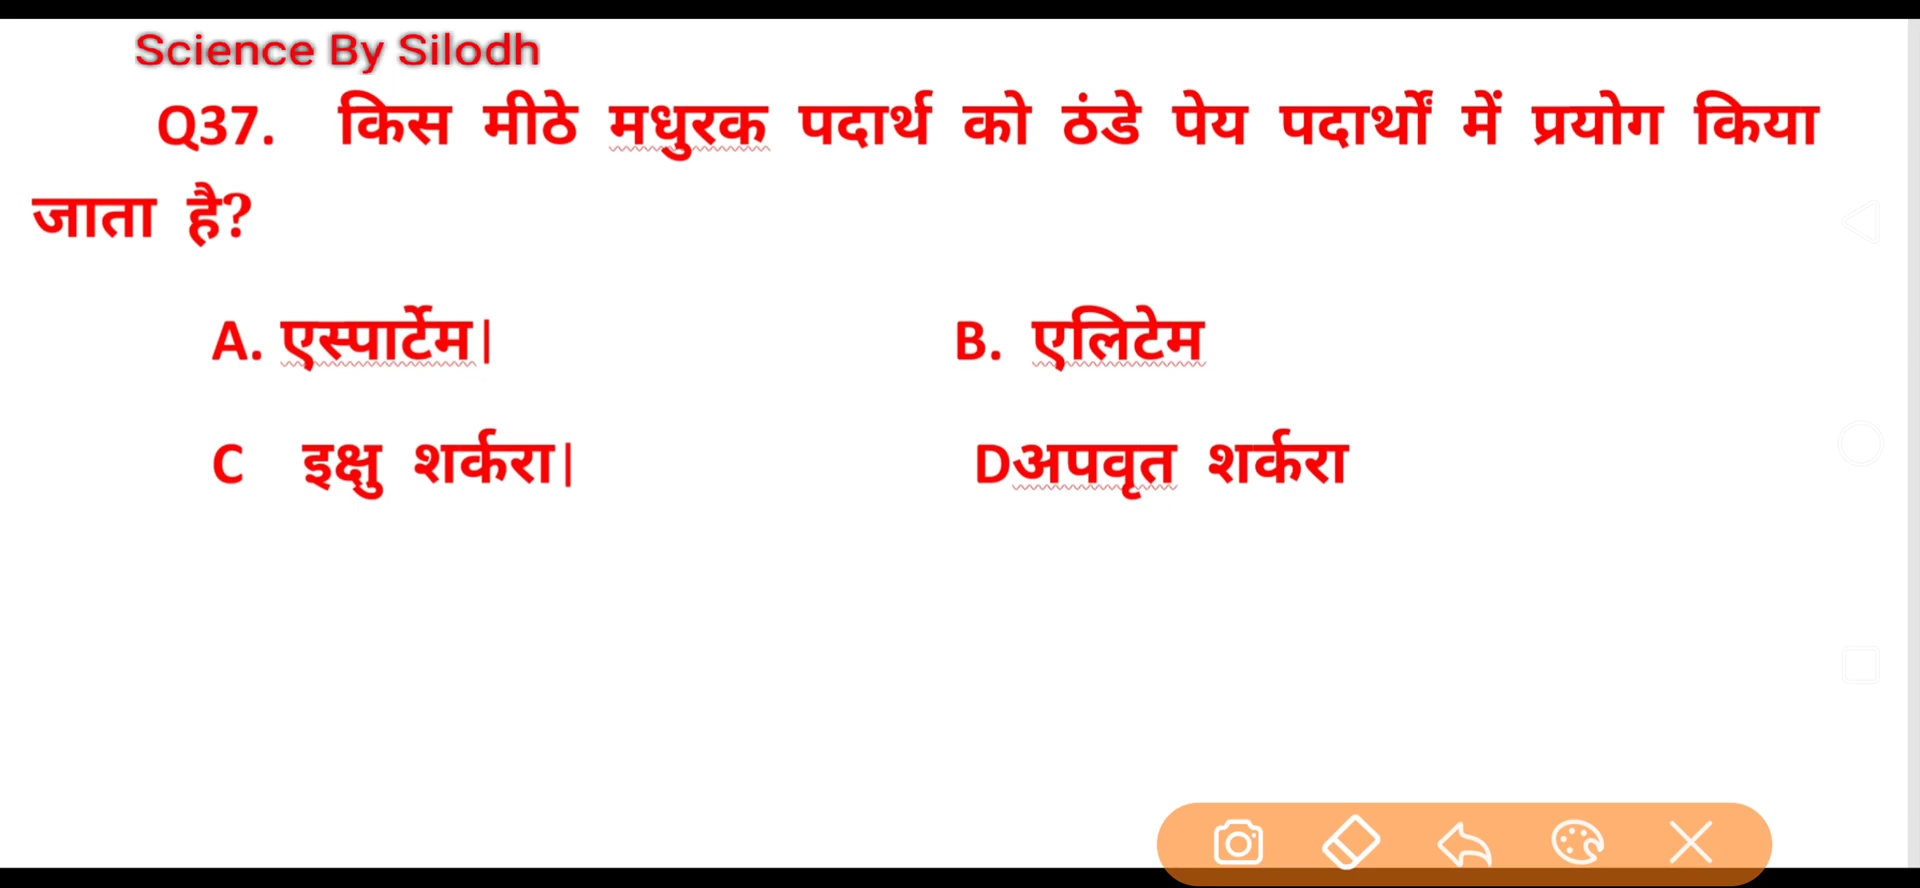 Science By Silodh
Q37. किस मीठे मधुरक पदार्थ को ठंडे पेय पदार्थों में प्रयोग किया
जाता है?
A. एस्पार्टेम| B. एलिटेम
C इक्षु शर्करा| Dअपवृत शर्करा